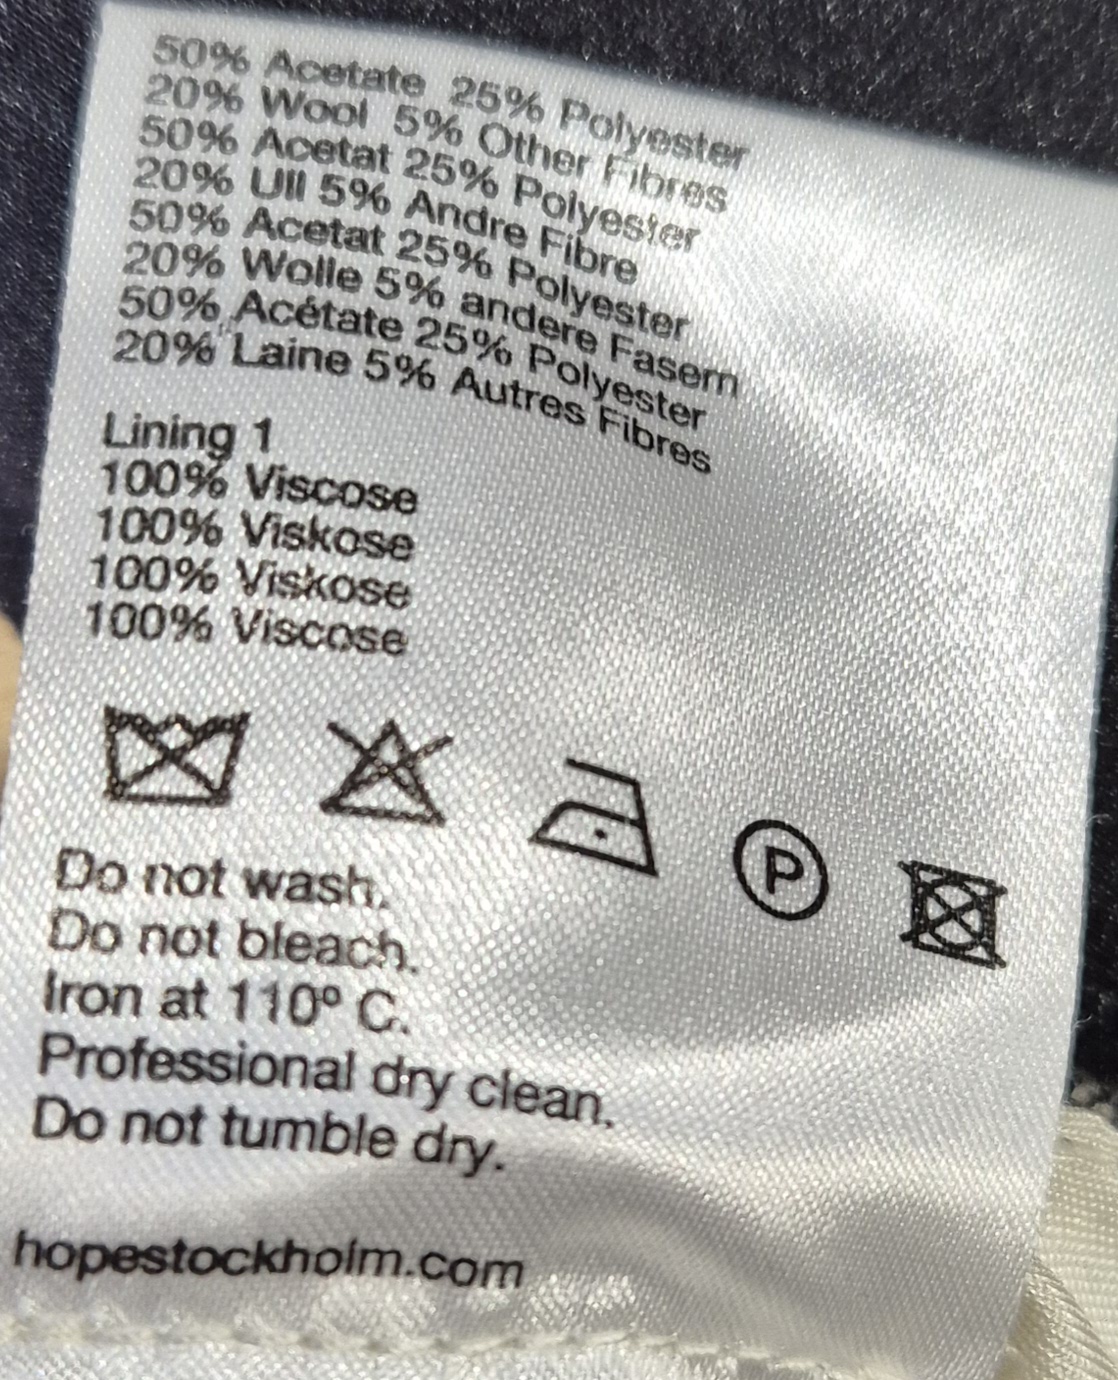 50% Acetate 25% Polyester
20% Wool 5% Other Fibres
50% Acetat 25% Polyester
20% Ull 5% Andre Fibre
50% Acetat 25% Polyester
20% Wolle 5% andere Fasern
50% Acétate 25% Polyester
20% Laine 5% Autres Fibres
Lining 1
100% Viscose
100% Viskose
100% Viskose
100% Viscose
P
Do not wash.
Do not bleach.
Iron at 110º C.
Professional dry clean.
Do not tumble dry.
hopestockholm.com